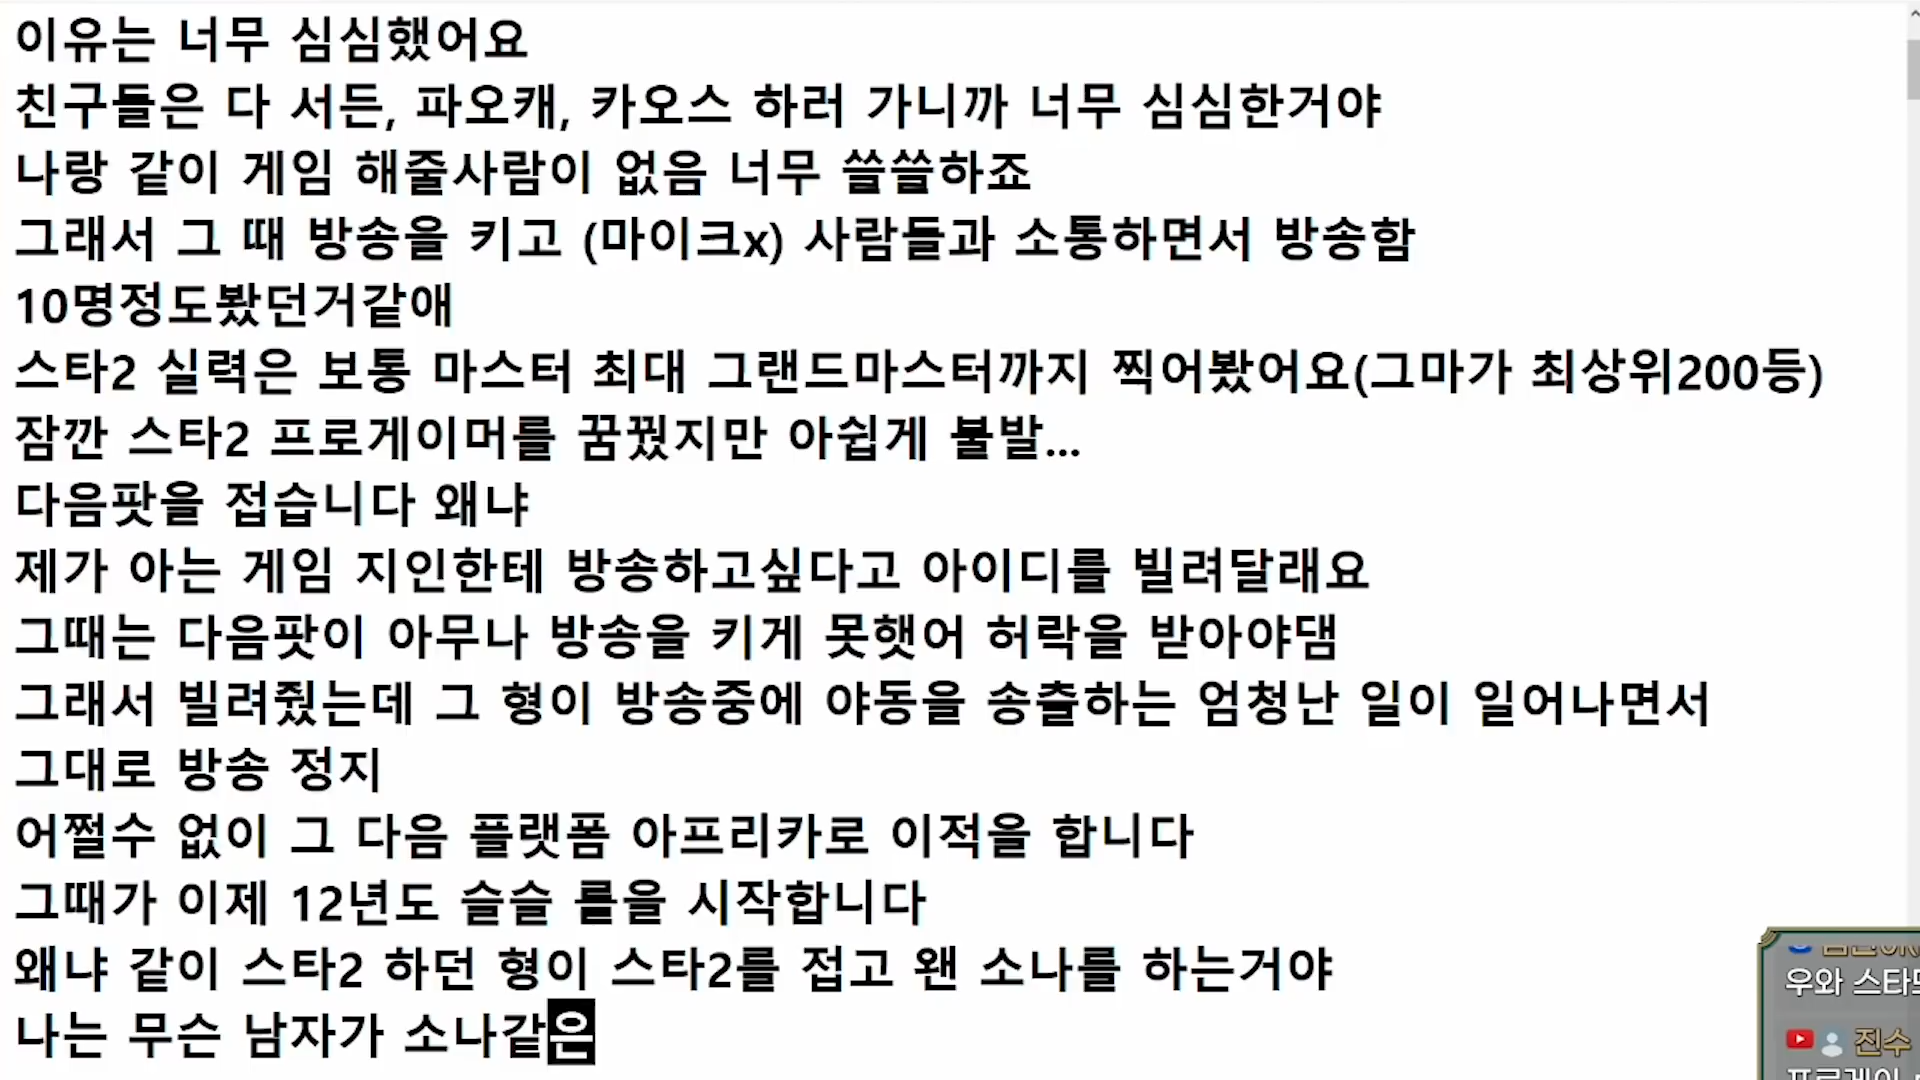 이유는 너무 심심했어요
친구들은 다 서든, 파오캐, 카오스 하러 가니까 너무 심심한거야
나랑 같이 게임 해줄사람이 없음 너무 쓸쓸하죠
그래서 그 때 방송을 키고 (마이크x) 사람들과 소통하면서 방송함
10명정도봤던거같애
스타2 실력은 보통 마스터 최대 그랜드마스터까지 찍어봤어요(그마가 최상위200등)
잠깐 스타2 프로게이머를 꿈꿨지만 아쉽게 불발...
다음팟을 접습니다 왜냐
제가 아는 게임 지인한테 방송하고싶다고 아이디를 빌려달래요
그때는 다음팟이 아무나 방송을 키게 못햇어 허락을 받아야댐
그래서 빌려줬는데 그 형이 방송중에 야동을 송출하는 엄청난 일이 일어나면서
그대로 방송 정지
어쩔수 없이 그 다음 플랫폼 아프리카로 이적을 합니다
그때가 이제 12년도 슬슬 롤을 시작합니다
왜냐 같이 스타2 하던 형이 스타2를 접고 왠 소나를 하는거야
나는 무슨 남자가 소나같은
우와
진수